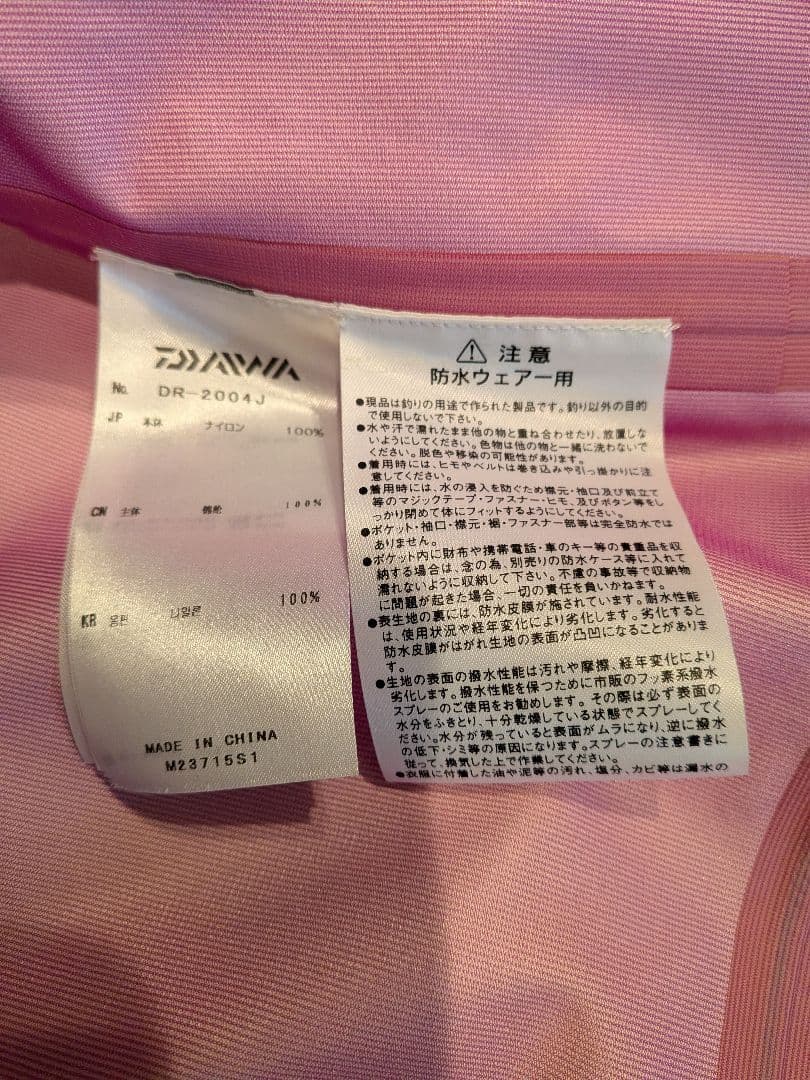 DAIWA
No. DR-2004J
JP 本体 ナイロン 100%
CN 主体 锦纶 100%
KR 몸판 나일론 100%
MADE IN CHINA
M23715S1
⚠ 注意
防水ウェアー用
●現品は釣りの用途で作られた製品です。釣り以外の目的
で使用しないで下さい。
●水や汗で濡れたまま他の物と重ね合わせたり、放置しな
いようにしてください。色物は他の物と一緒に洗わないで
ください。脱色や移染の可能性があります。
●着用時には、ヒモやベルトは巻き込みや引っ掛かりに注
意してください。
●着用時には、水の浸入を防ぐため襟元・袖口及び前立て
等のマジックテープ・ファスナー・ヒモ、及びボタン等をし
っかり閉めて体にフィットするようにしてください。
●ポケット・袖口・襟元・裾・ファスナー部等は完全防水では
ありません。
●ポケット内に財布や携帯電話・車のキー等の貴重品を収
納する場合は、念の為、別売りの防水ケース等に入れて
濡れないように収納して下さい。不慮の事故等で収納物
に問題が起きた場合、一切の責任を負いかねます。
●表生地の裏には、防水皮膜が施されています。耐水性能
は、使用状況や経年変化により劣化します。劣化すると
防水皮膜がはがれ生地の表面が凸凹になることがありま
す。
●生地の表面の撥水性能は汚れや摩擦、経年変化により
劣化します。撥水性能を保つために市販のフッ素系撥水
スプレーのご使用をお勧めします。その際は必ず表面の
水分をふきとり、十分乾燥している状態でスプレーしてく
ださい。水分が残っていると表面がムラになり、逆に撥水
の低下・シミ等の原因になります。スプレーの注意書きに
従って、換気した上で作業してください。
●衣服に付着した油や泥等の汚れ、塩分、カビ等は漏水の